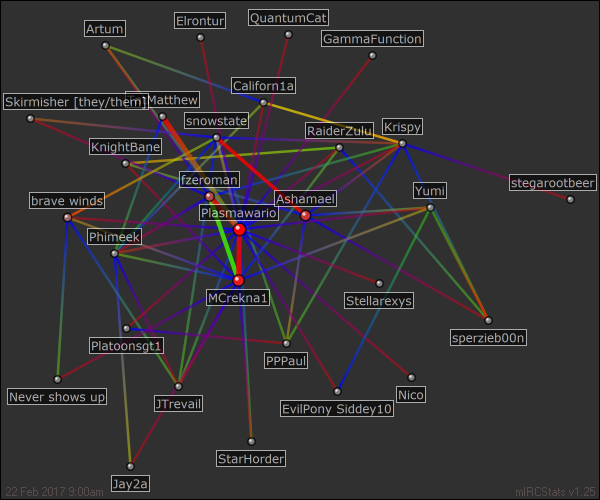 QuantumCat
Elrontur
Artum
GammaFunction
Californ1a
Skirmisher [they/them]
Matthew
snowstate
RaiderZulu
Krispy
KnightBane
fzeroman
stegarootbeer
Yumi
brave winds
Ashamael
Plasmawario
Phimeek
MCrekna1
Stellarexys
sperzieb00n
Platoonsgt1
PPPaul
Never shows up
Nico
JTrevail
EvilPony Siddey10
StarHorder
Jay2a
22 Feb 2017 9:00am
mIRCStats v1.25